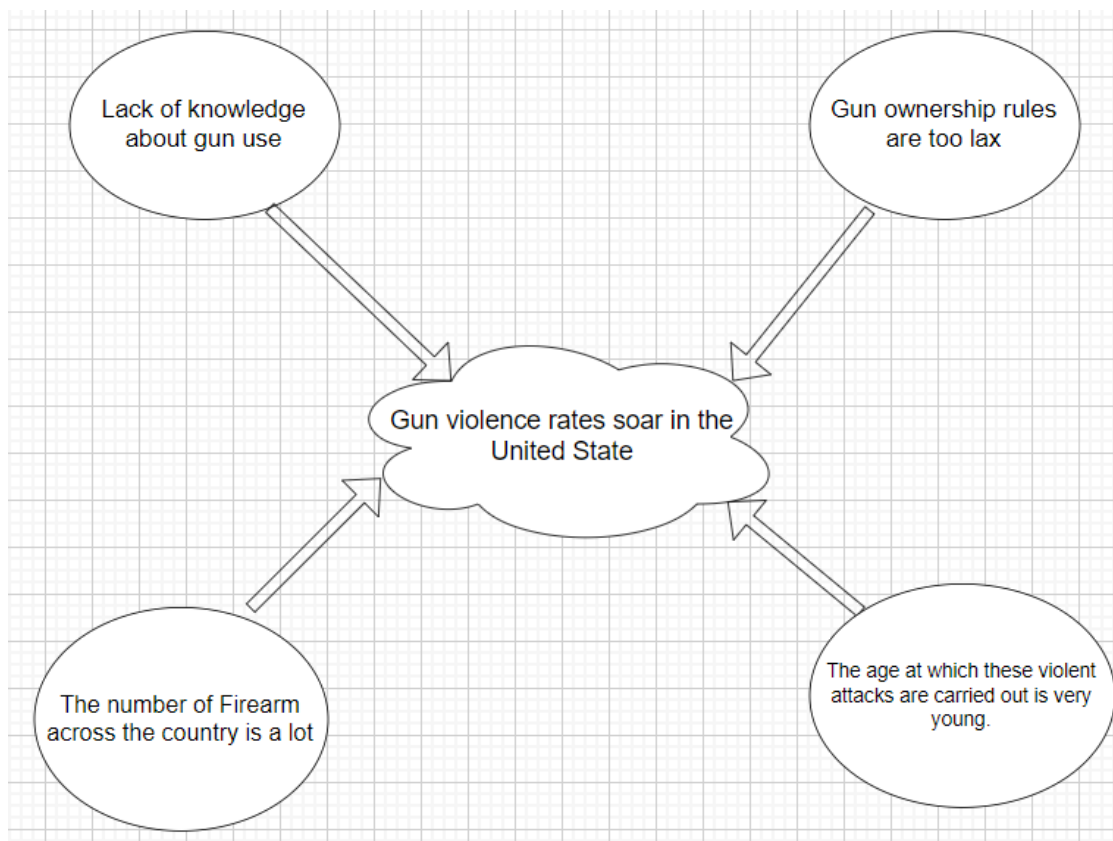 Lack of knowledge
about gun use
Gun ownership rules
are too lax
Gun violence rates soar in the
United State
The number of Firearm
across the country is a lot
The age at which these violent
attacks are carried out is very
young.